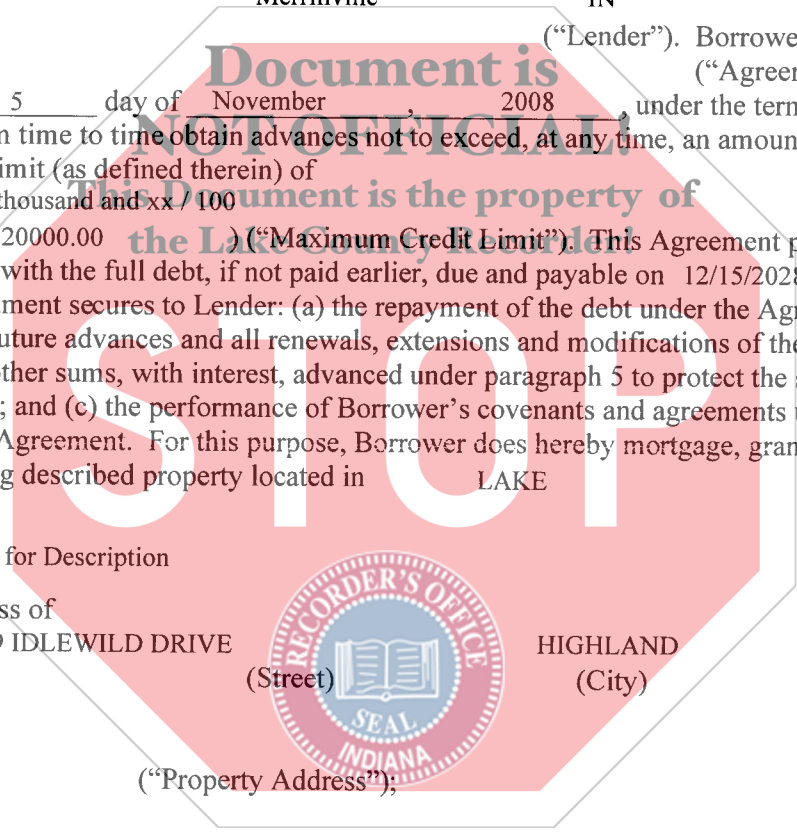 Merrillville IN
("Lender"). Borrowe
Document is
("Agreer
5 day of November , 2008 , under the term
n time to time obtain advances not to exceed, at any time, an amoun
NOT OFFICIAL!
imit (as defined therein) of
This Document is the property of
thousand and xx / 100
20000.00 ) ("Maximum Credit Limit"). This Agreement p
the Lake County Recorder!
with the full debt, if not paid earlier, due and payable on 12/15/2028
ment secures to Lender: (a) the repayment of the debt under the Agr
uture advances and all renewals, extensions and modifications of the
ther sums, with interest, advanced under paragraph 5 to protect the s
; and (c) the performance of Borrower's covenants and agreements u
Agreement. For this purpose, Borrower does hereby mortgage, gran
g described property located in LAKE
STOP
for Description
ss of
9 IDLEWILD DRIVE HIGHLAND
(Street) (City)
RECORDER'S OFFICE
SEAL
INDIANA
("Property Address");